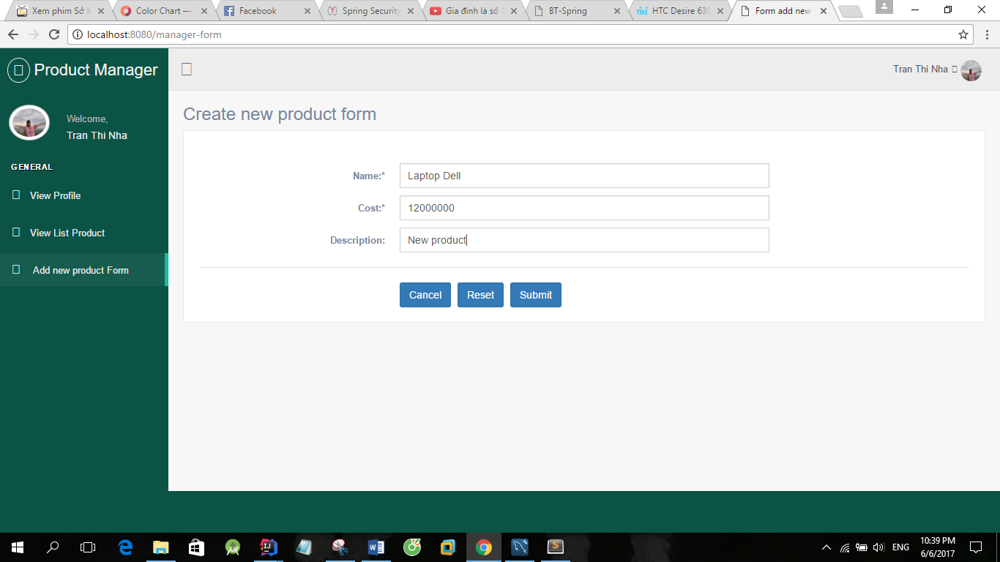 Xem phim Sở K
Color Chart —
Facebook
Spring Security
Gia đình là số 1
BT-Spring
tiki HTC Desire 630
Form add new
localhost:8080/manager-form
Product Manager
Tran Thi Nha
Welcome,
Tran Thi Nha
GENERAL
View Profile
View List Product
Add new product Form
Create new product form
Name:* Laptop Dell
Cost:* 12000000
Description: New product
Cancel Reset Submit
ENG
10:39 PM
6/6/2017